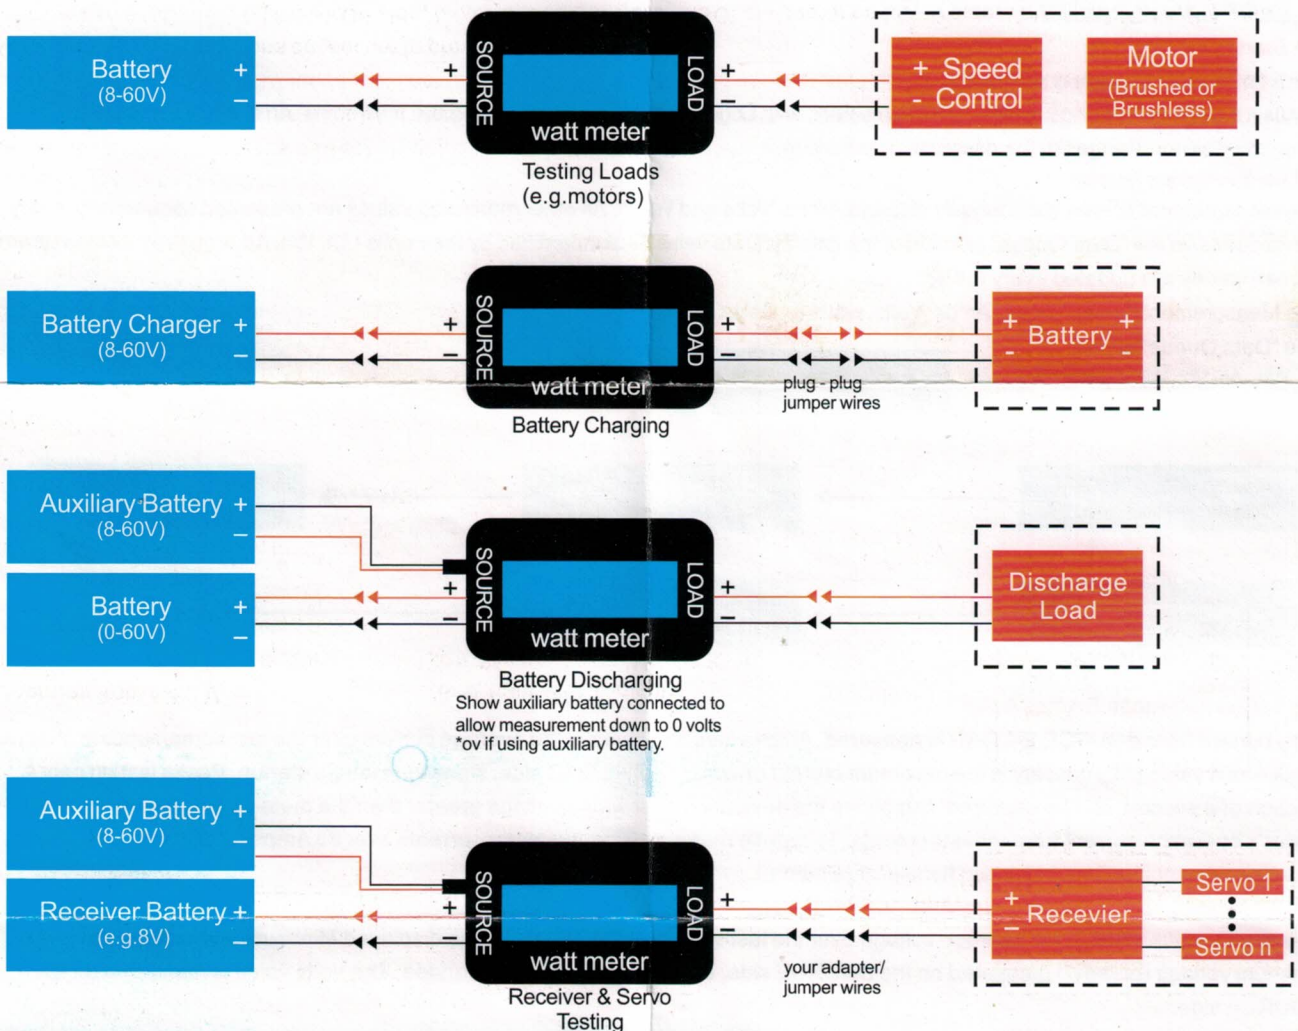 Battery
(8-60V)
+
−
+
−
SOURCE
LOAD
watt meter
+
−
+ Speed
- Control
Motor
(Brushed or
Brushless)
Testing Loads
(e.g.motors)
Battery Charger
(8-60V)
+
−
+
−
SOURCE
LOAD
watt meter
+
−
plug - plug
jumper wires
+ Battery +
- -
Battery Charging
Auxiliary Battery
(8-60V)
+
−
Battery
(0-60V)
+
−
+
−
SOURCE
LOAD
watt meter
+
−
Discharge
Load
Battery Discharging
Show auxiliary battery connected to
allow measurement down to 0 volts
*ov if using auxiliary battery.
Auxiliary Battery
(8-60V)
+
−
Receiver Battery
(e.g.8V)
+
−
+
SOURCE
LOAD
watt meter
+
−
your adapter/
jumper wires
+
− Recevier
Servo 1
Servo n
Receiver & Servo
Testing